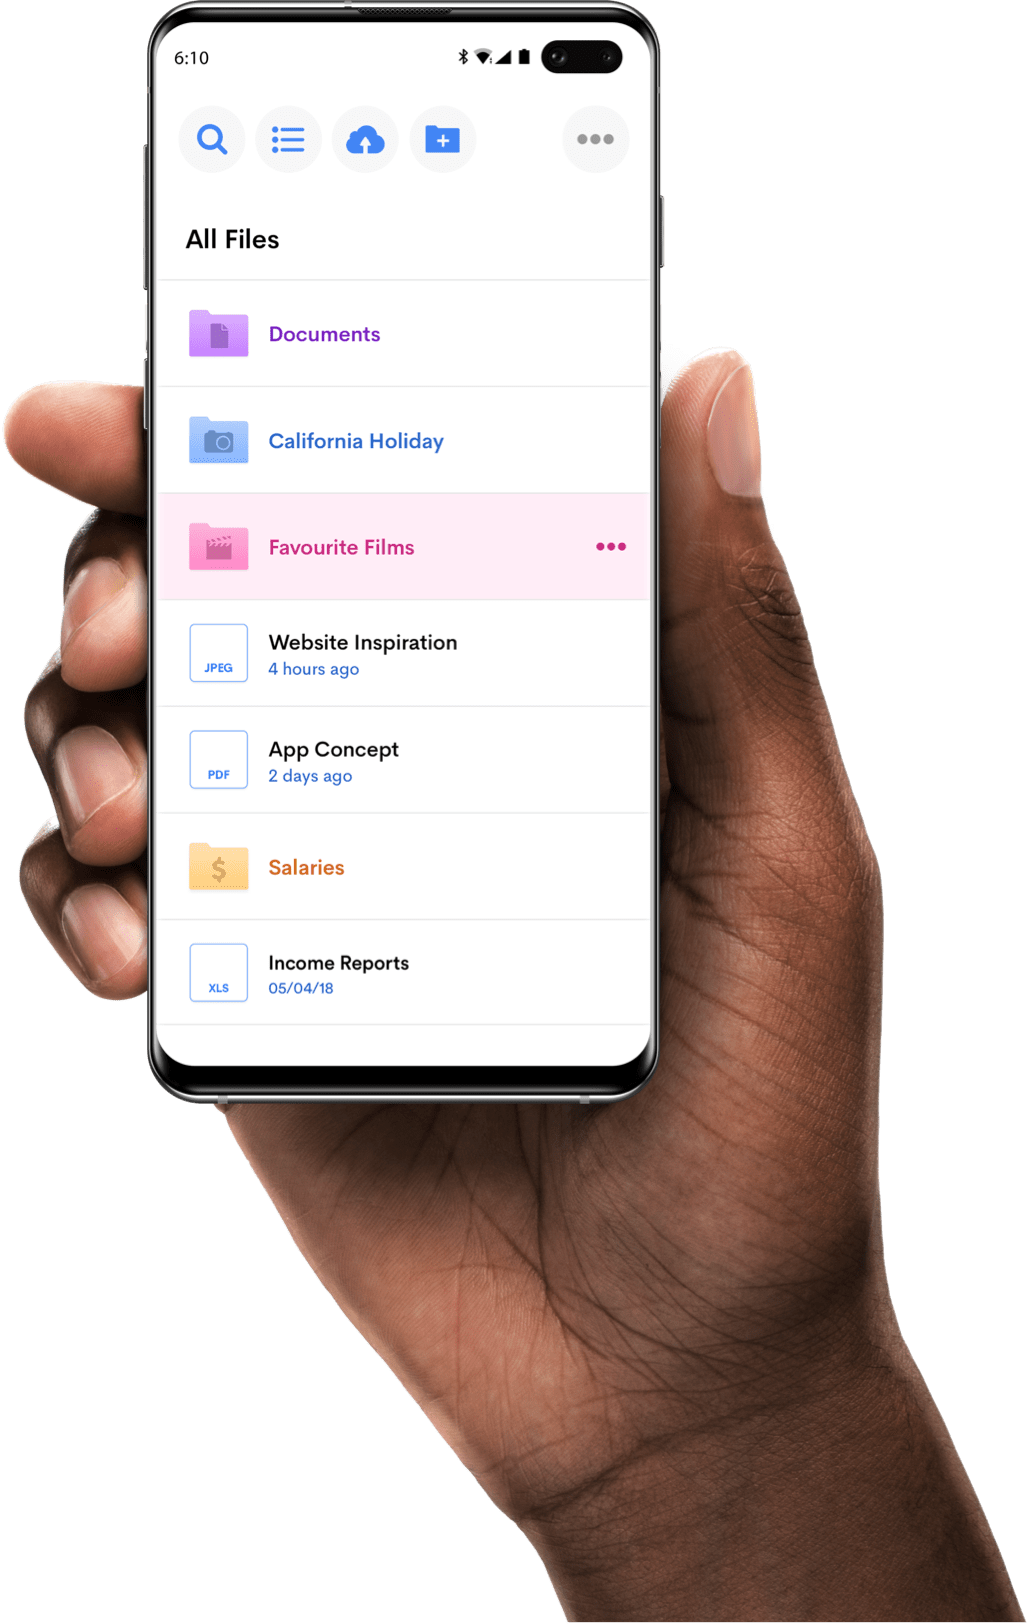 6:10
All Files
Documents
California Holiday
Favourite Films
JPEG
Website Inspiration
4 hours ago
PDF
App Concept
2 days ago
$
Salaries
XLS
Income Reports
05/04/18